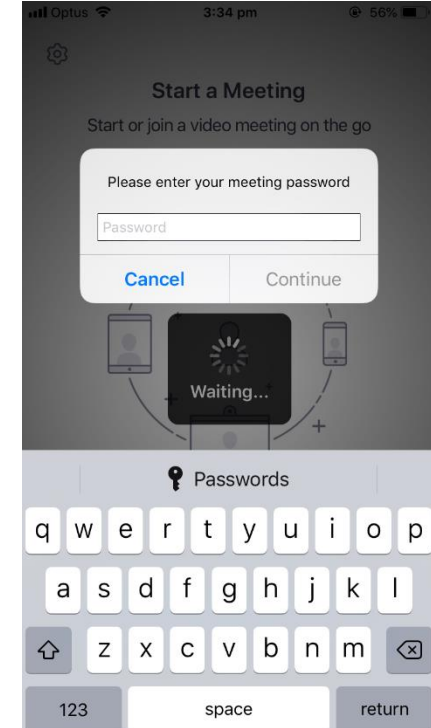 Optus 3:34 pm 56%
Start a Meeting
Start or join a video meeting on the go
Please enter your meeting password
Password
Cancel Continue
Waiting...
Passwords
q w e r t y u i o p
a s d f g h j k l
z x c v b n m
123 space return